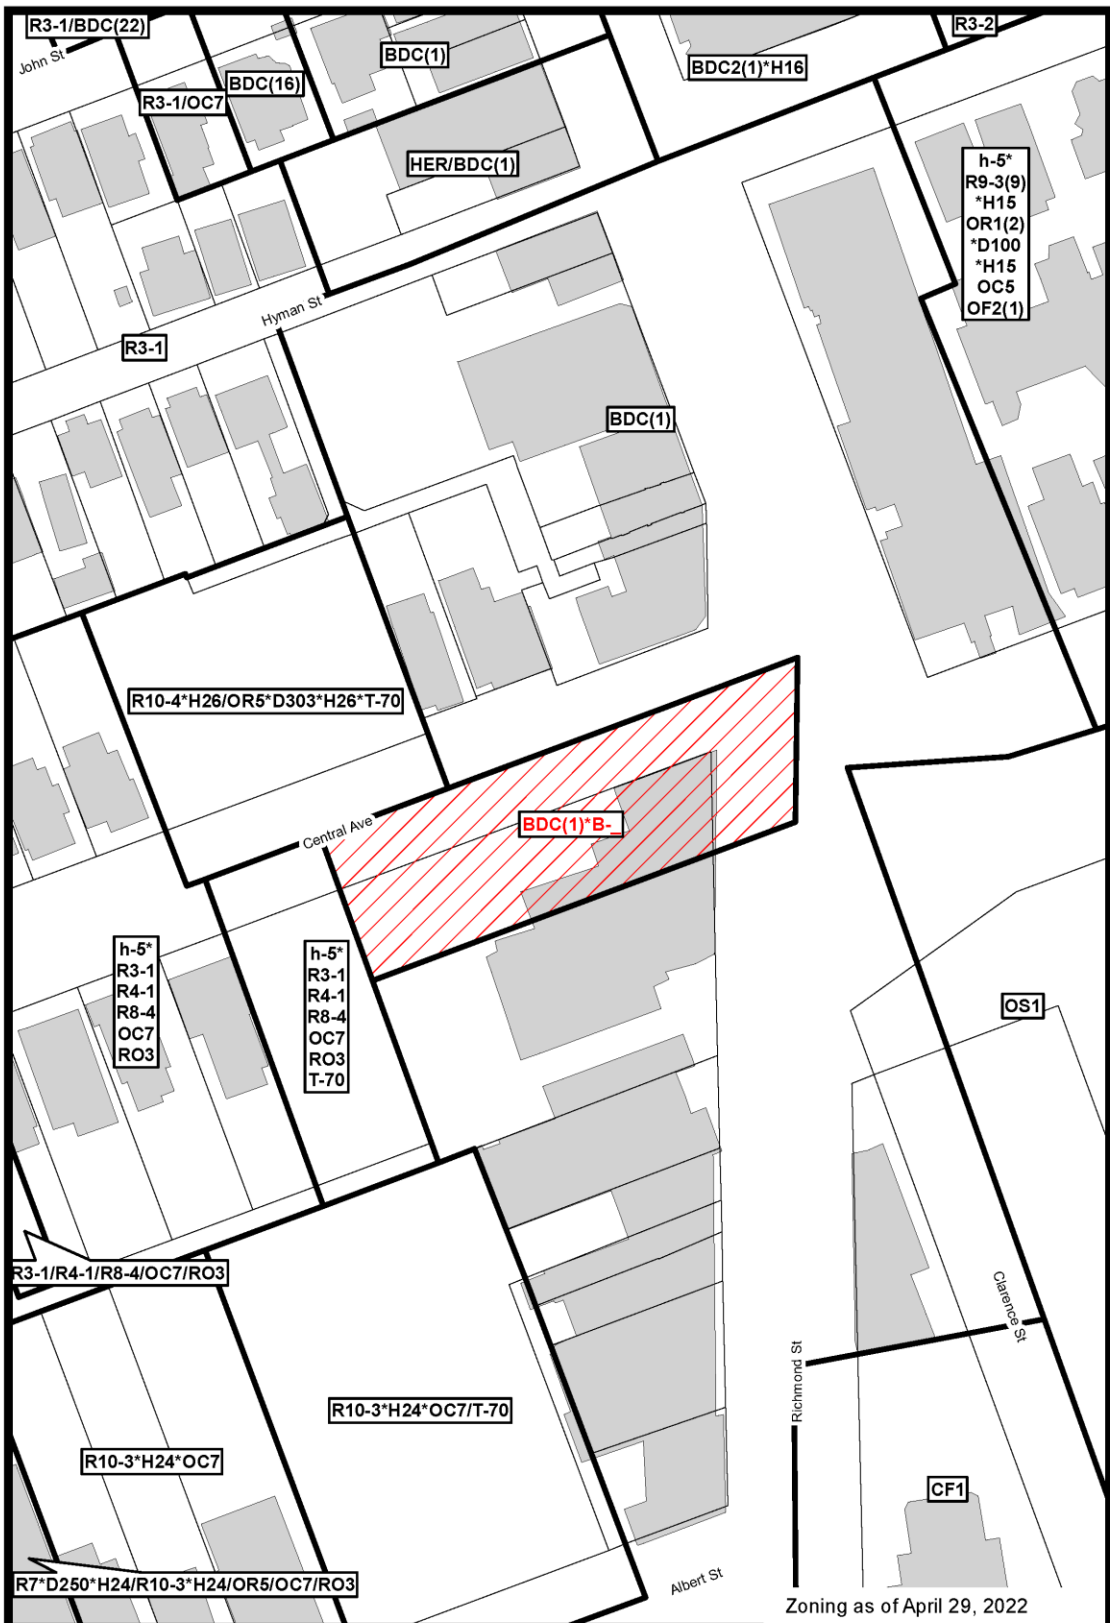 R3-1/BDC(22)
R3-2
John St
BDC(1)
BDC2(1)*H16
BDC(16)
R3-1/OC7
HER/BDC(1)
h-5*
R9-3(9)
*H15
OR1(2)
*D100
*H15
OC5
OF2(1)
Hyman St
R3-1
BDC(1)
R10-4*H26/OR5*D303*H26*T-70
BDC(1)*B-_
Central Ave
h-5*
R3-1
R4-1
R8-4
OC7
RO3
h-5*
R3-1
R4-1
R8-4
OC7
RO3
T-70
OS1
R3-1/R4-1/R8-4/OC7/RO3
Clarence St
Richmond St
R10-3*H24*OC7/T-70
R10-3*H24*OC7
CF1
R7*D250*H24/R10-3*H24/OR5/OC7/RO3
Albert St
Zoning as of April 29, 2022